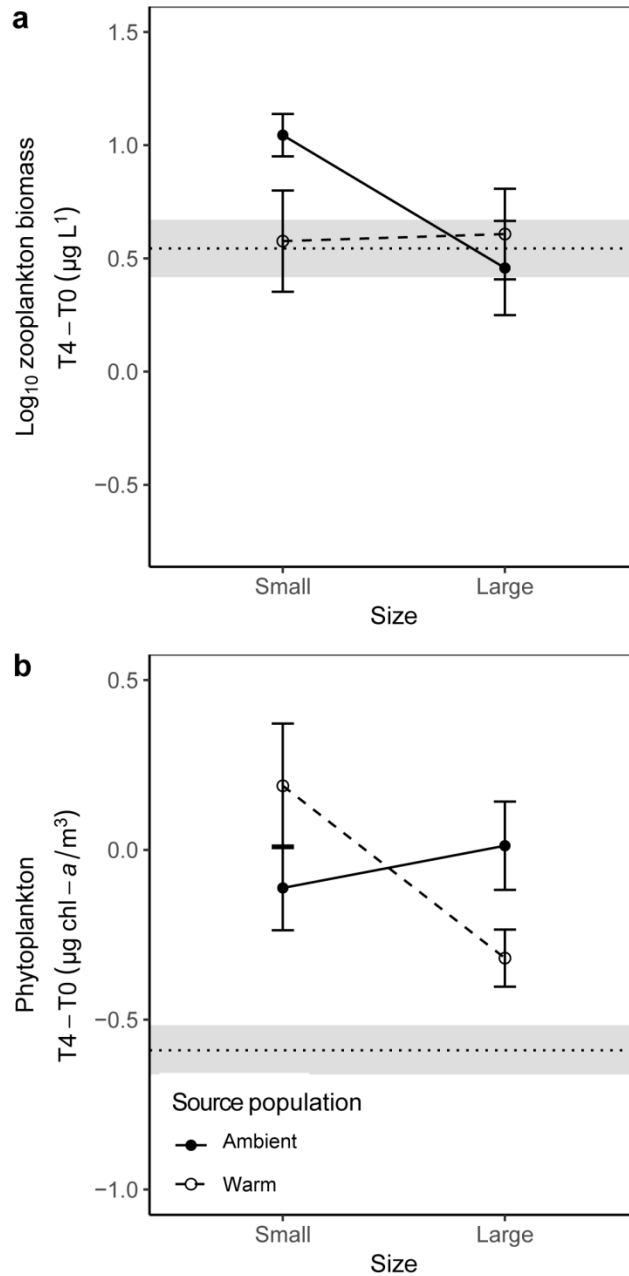 a
Log₁₀ zooplankton biomass
T4 – T0 (µg L¹)
1.5
1.0
0.5
0.0
−0.5
Small
Large
Size
b
Phytoplankton
T4 – T0 (µg chl – a/m³)
0.5
0.0
−0.5
−1.0
Source population
Ambient
Warm
Small
Large
Size